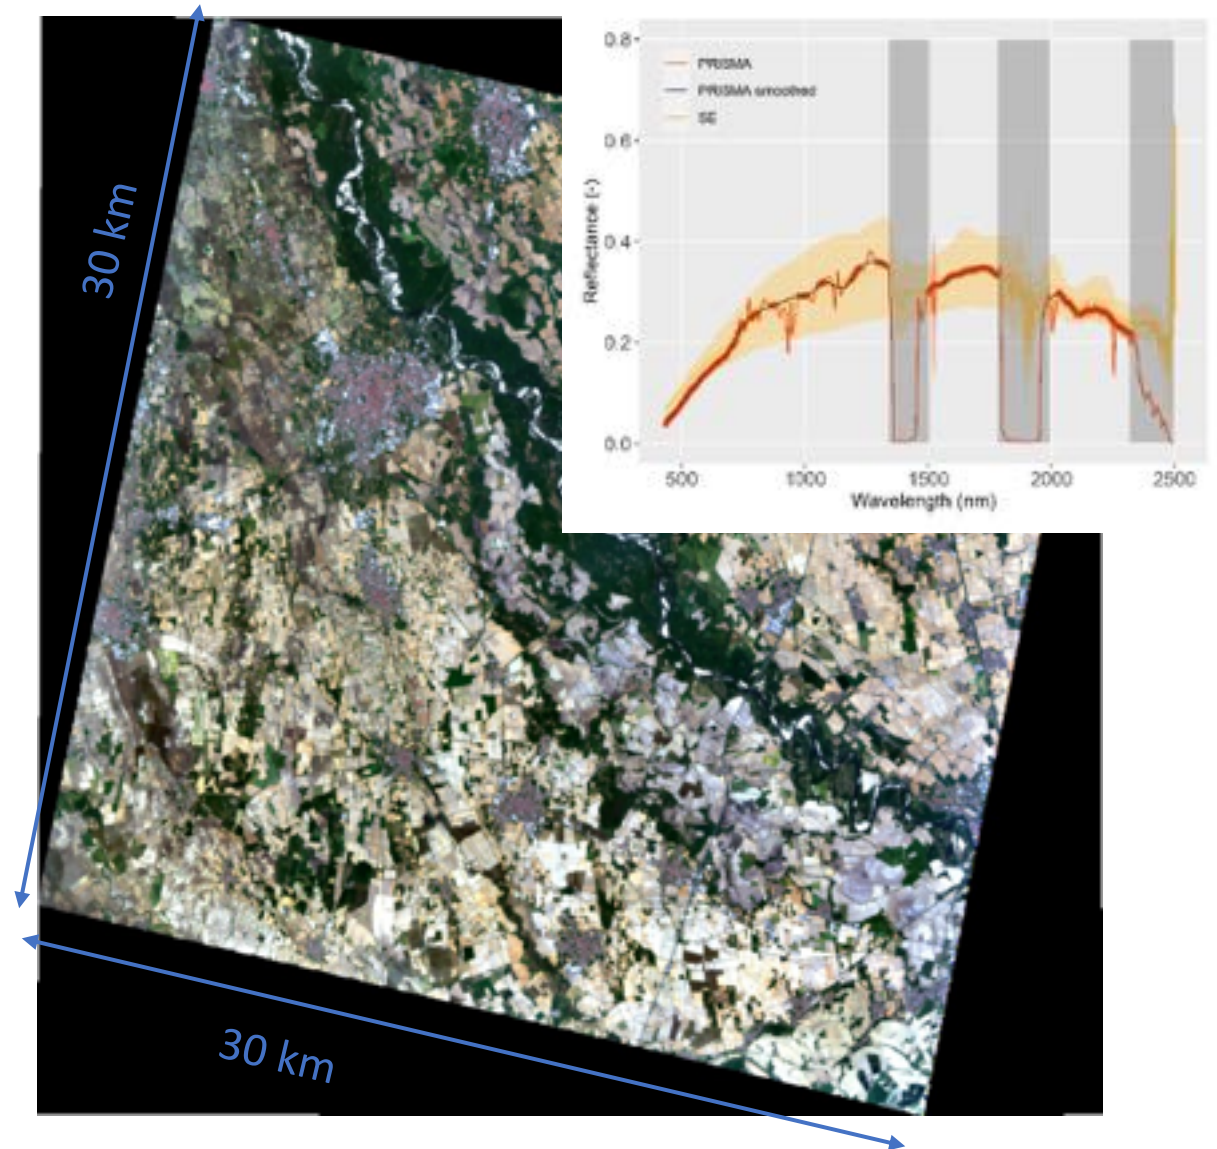 30 km
30 km
0.8
0.6
0.4
0.2
0.0
Reflectance (-)
PRISMA
PRISMA smoothed
SE
500 1000 1500 2000 2500
Wavelength (nm)